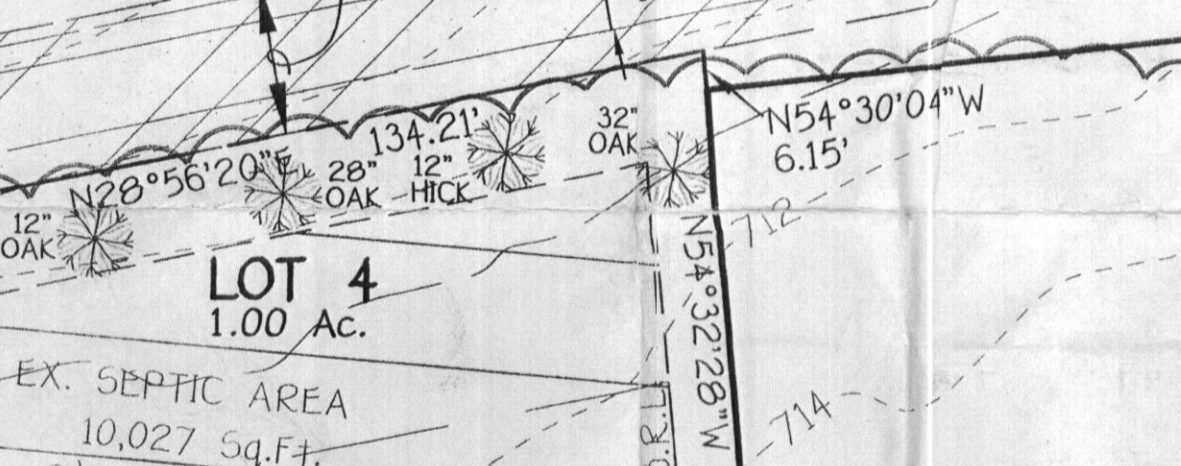 N54°30'04"W
6.15'
134.21'
N28°56'20"E
32"
OAK
12"
HICK
28"
OAK
12"
OAK
712
LOT 4
1.00 Ac.
N54°32'28"W
EX. SEPTIC AREA
10,027 Sq.Ft.
714